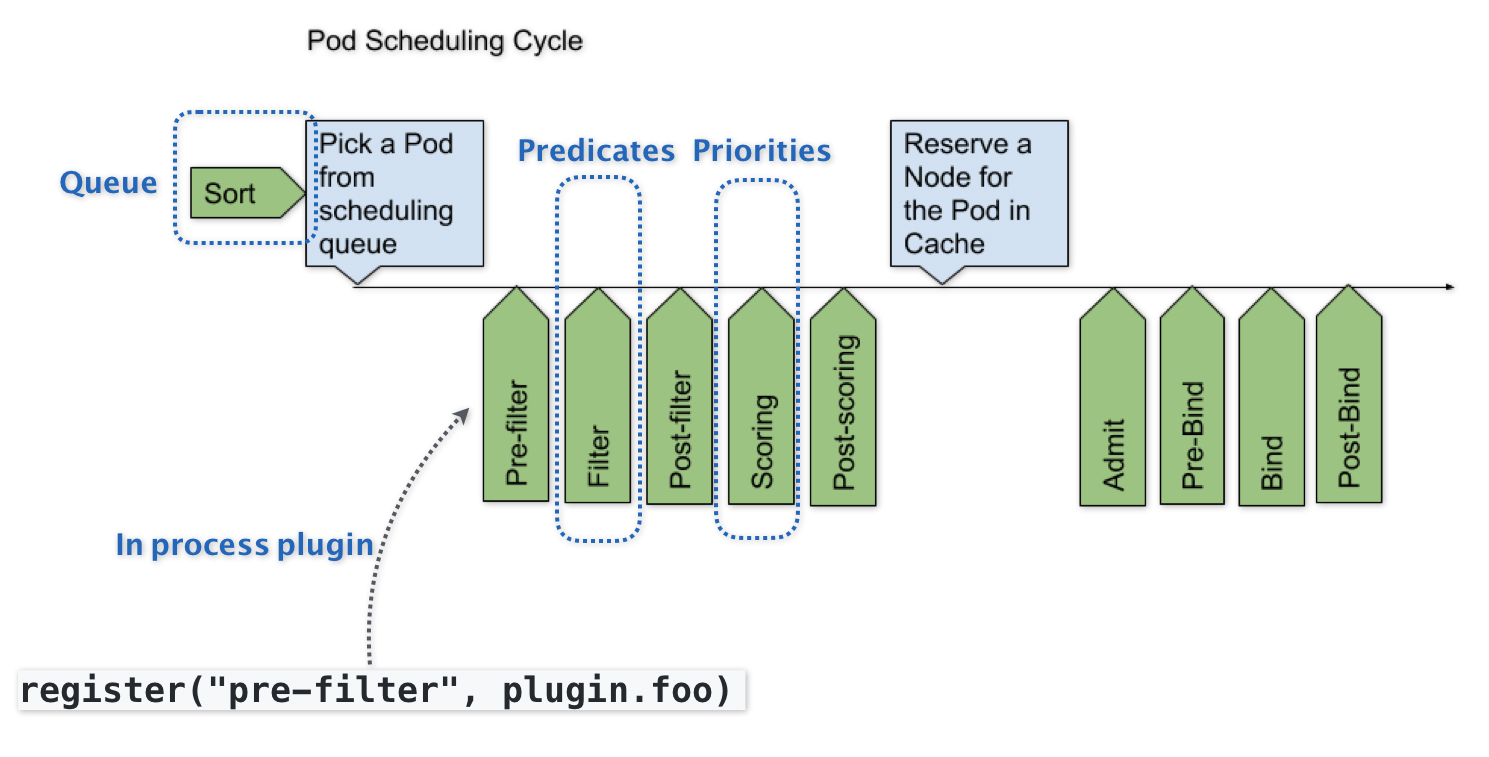 Pod Scheduling Cycle
Queue
Sort
Pick a Pod
from
scheduling
queue
Predicates
Priorities
Reserve a
Node for
the Pod in
Cache
Pre-filter
Filter
Post-filter
Scoring
Post-scoring
Admit
Pre-Bind
Bind
Post-Bind
In process plugin
register("pre-filter", plugin.foo)